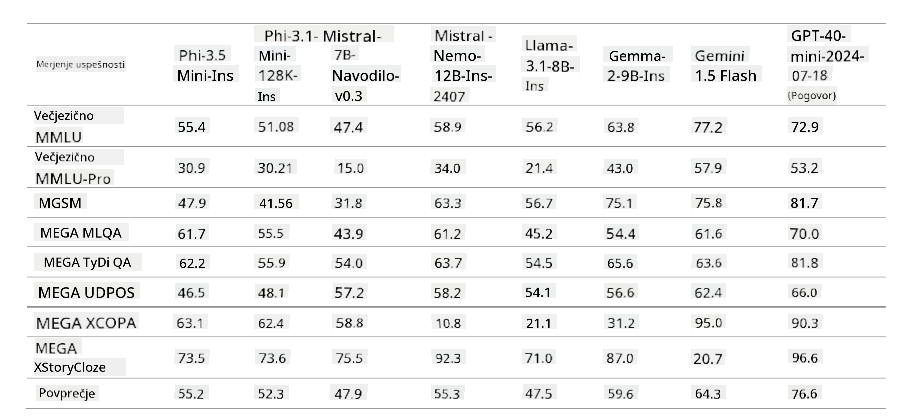 Merjenje uspešnosti Phi-3.5 Mini-Ins Phi-3.1-Mini-128K-Ins Mistral-7B-Navodilo-v0.3 Mistral -Nemo-12B-Ins-2407 Llama-3.1-8B-Ins Gemma-2-9B-Ins Gemini 1.5 Flash GPT-40-mini-2024-07-18 (Pogovor)
Večjezično MMLU 55.4 51.08 47.4 58.9 56.2 63.8 77.2 72.9
Večjezično MMLU-Pro 30.9 30.21 15.0 34.0 21.4 43.0 57.9 53.2
MGSM 47.9 41.56 31.8 63.3 56.7 75.1 75.8 81.7
MEGA MLQA 61.7 55.5 43.9 61.2 45.2 54.4 61.6 70.0
MEGA TyDi QA 62.2 55.9 54.0 63.7 54.5 65.6 63.6 81.8
MEGA UDPOS 46.5 48.1 57.2 58.2 54.1 56.6 62.4 66.0
MEGA XCOPA 63.1 62.4 58.8 10.8 21.1 31.2 95.0 90.3
MEGA XStoryCloze 73.5 73.6 75.5 92.3 71.0 87.0 20.7 96.6
Povprečje 55.2 52.3 47.9 55.3 47.5 59.6 64.3 76.6